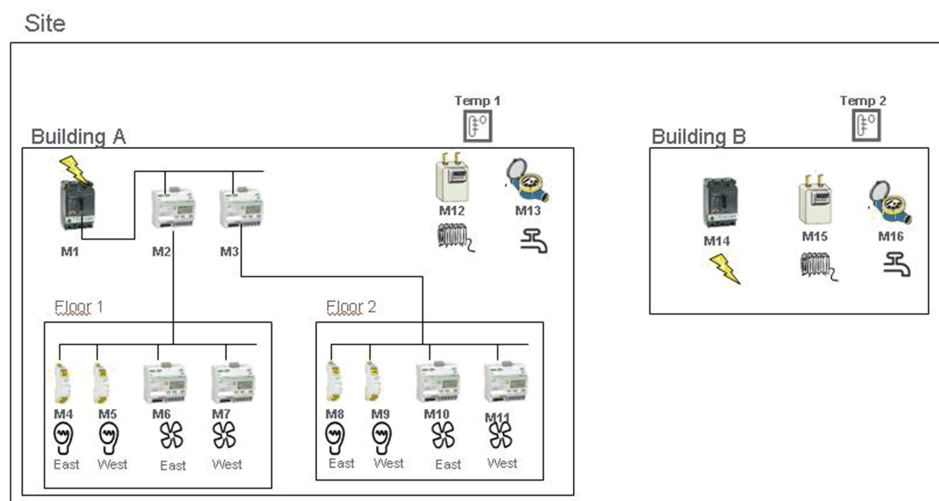 Site
Temp 1
Temp 2
Building A
Building B
M12
M13
M1
M2
M3
M14
M15
M16
Floor 1
Floor 2
M4
M5
M6
M7
M8
M9
M10
M11
East
West
East
West
East
West
East
West